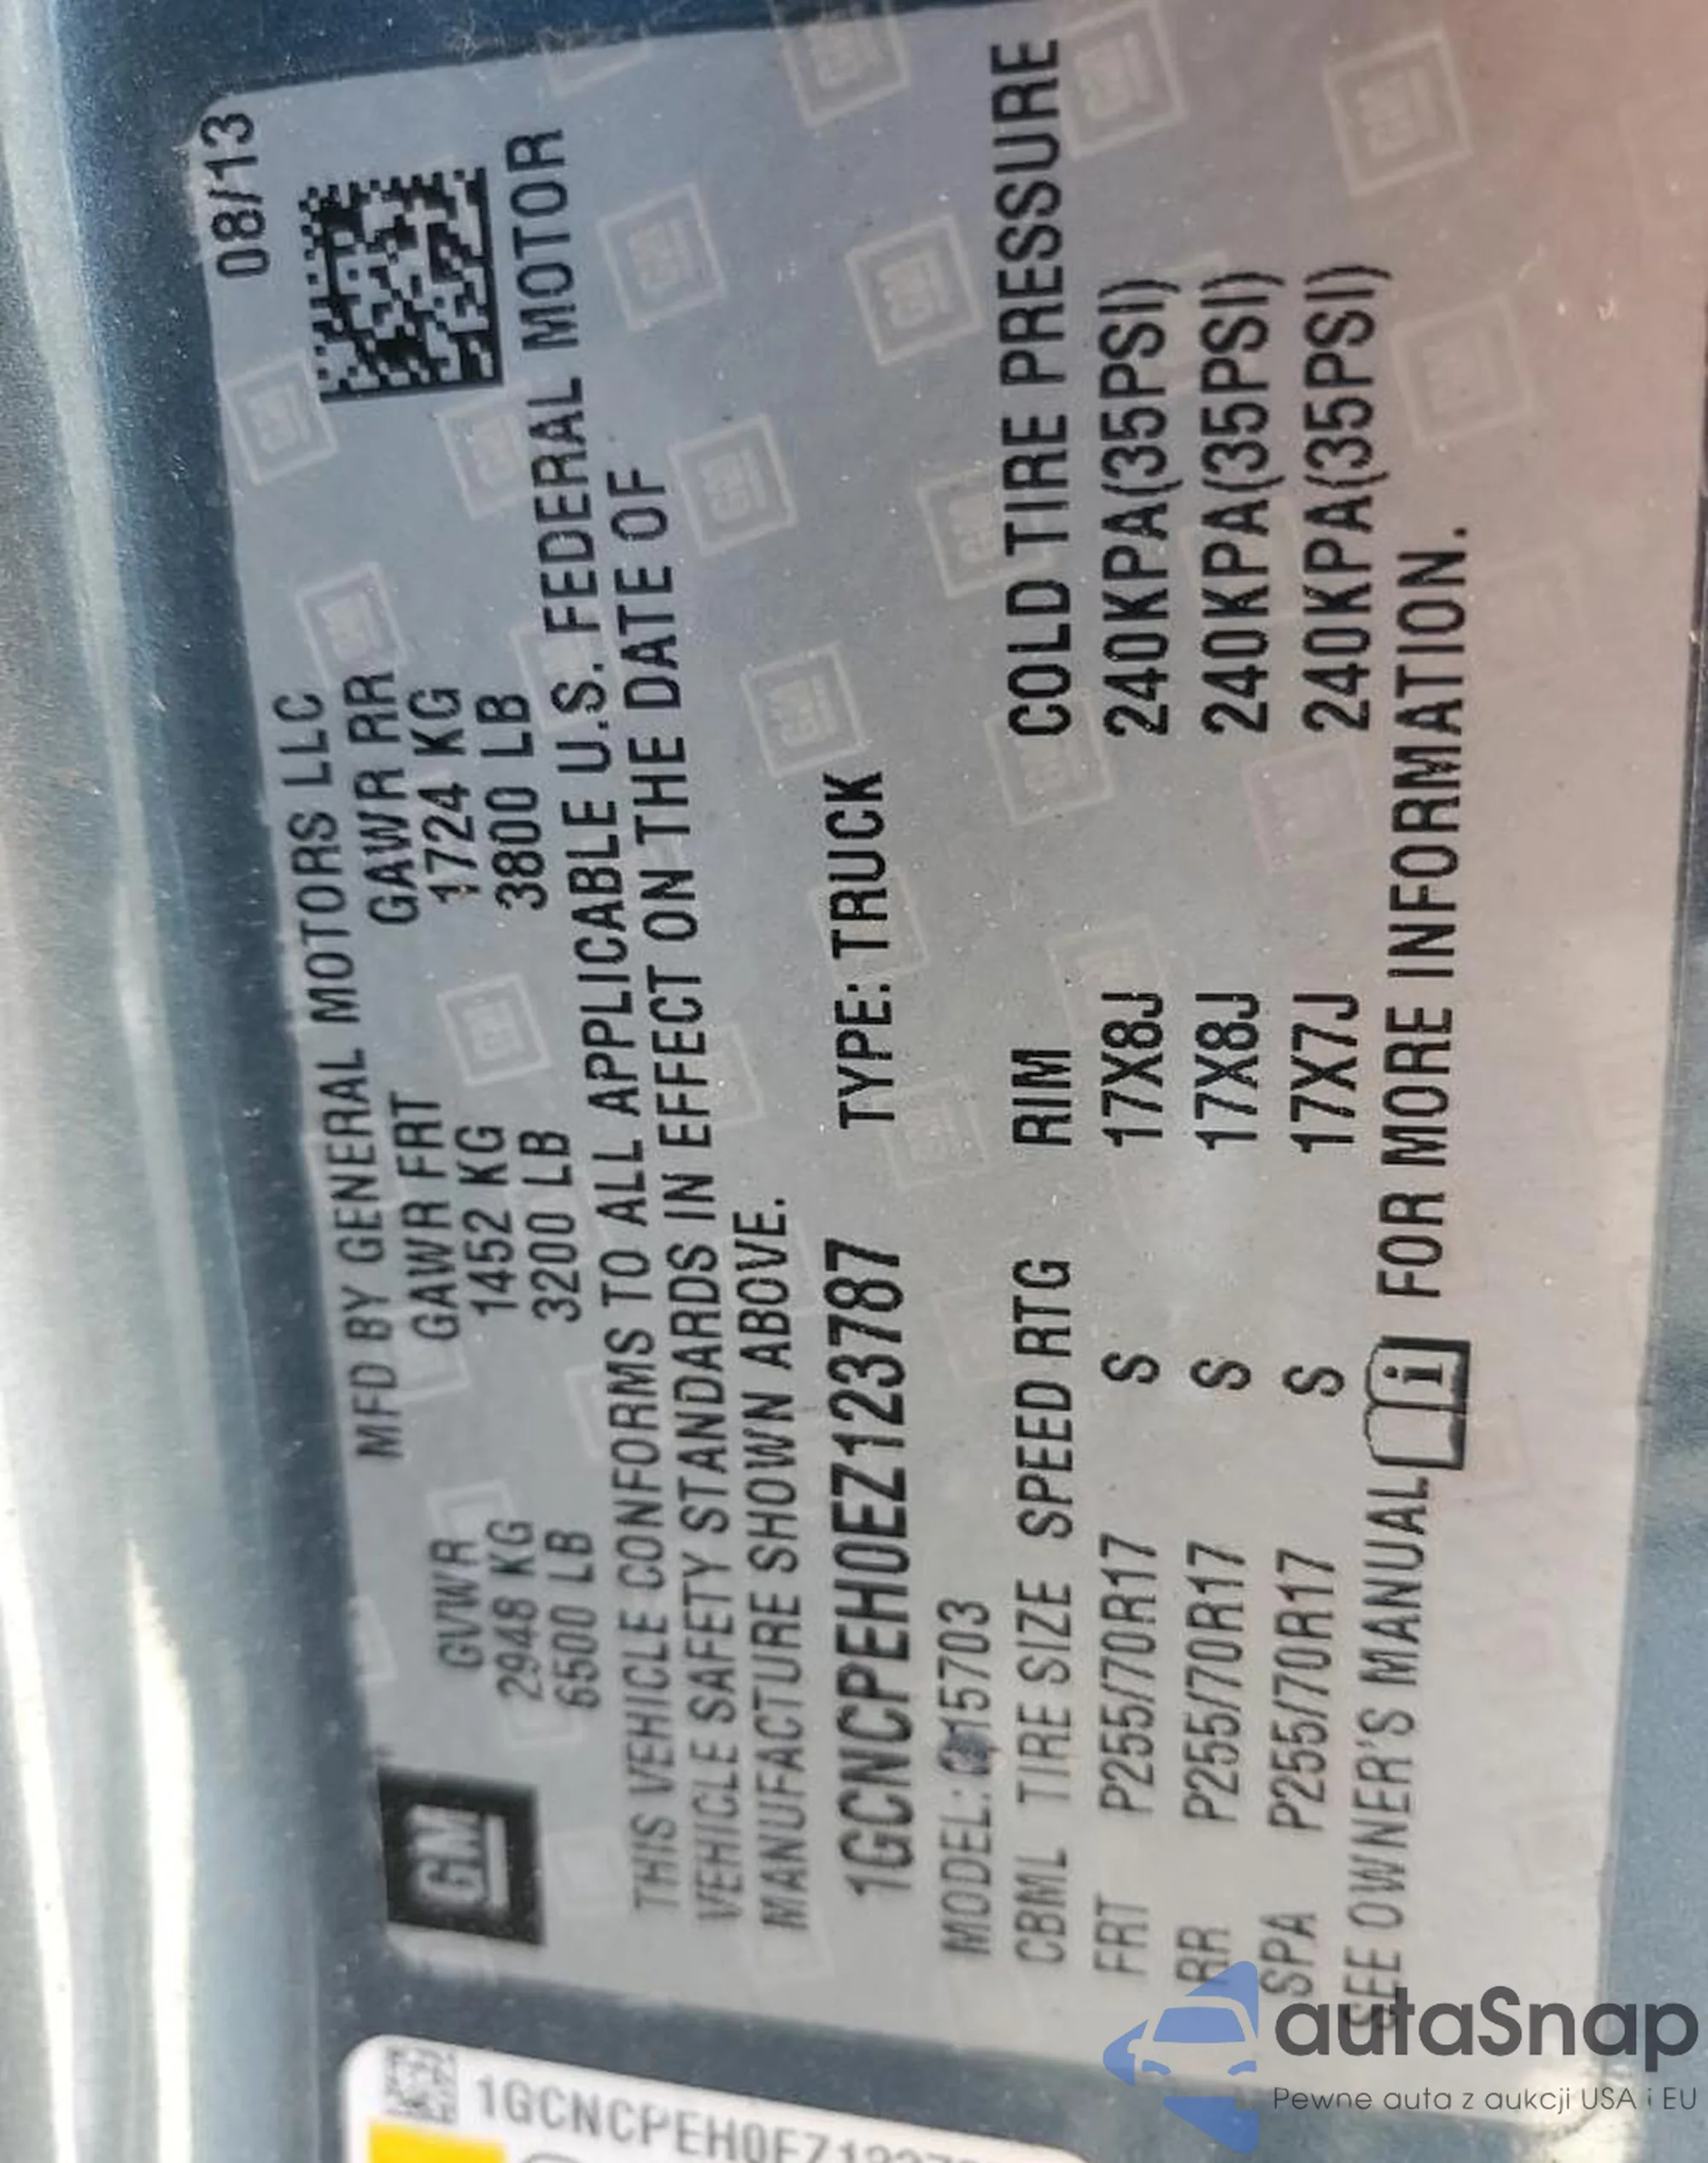 08/13
MFD BY GENERAL MOTORS LLC
GM
GVWR GAWR FRT GAWR RR
2948 KG 1452 KG 1724 KG
6500 LB 3200 LB 3800 LB
THIS VEHICLE CONFORMS TO ALL APPLICABLE U.S. FEDERAL MOTOR
VEHICLE SAFETY STANDARDS IN EFFECT ON THE DATE OF
MANUFACTURE SHOWN ABOVE.
1GCNCPEH0EZ123787 TYPE: TRUCK
MODEL: 15703
CBML TIRE SIZE SPEED RTG RIM COLD TIRE PRESSURE
FRT P255/70R17 S 17X8J 240KPA(35PSI)
RR P255/70R17 S 17X8J 240KPA(35PSI)
SPA P255/70R17 S 17X7J 240KPA(35PSI)
SEE OWNER'S MANUAL i FOR MORE INFORMATION.
1GCNCPEH0EZ1237
autaSnap
Pewne auta z aukcji USA i EU